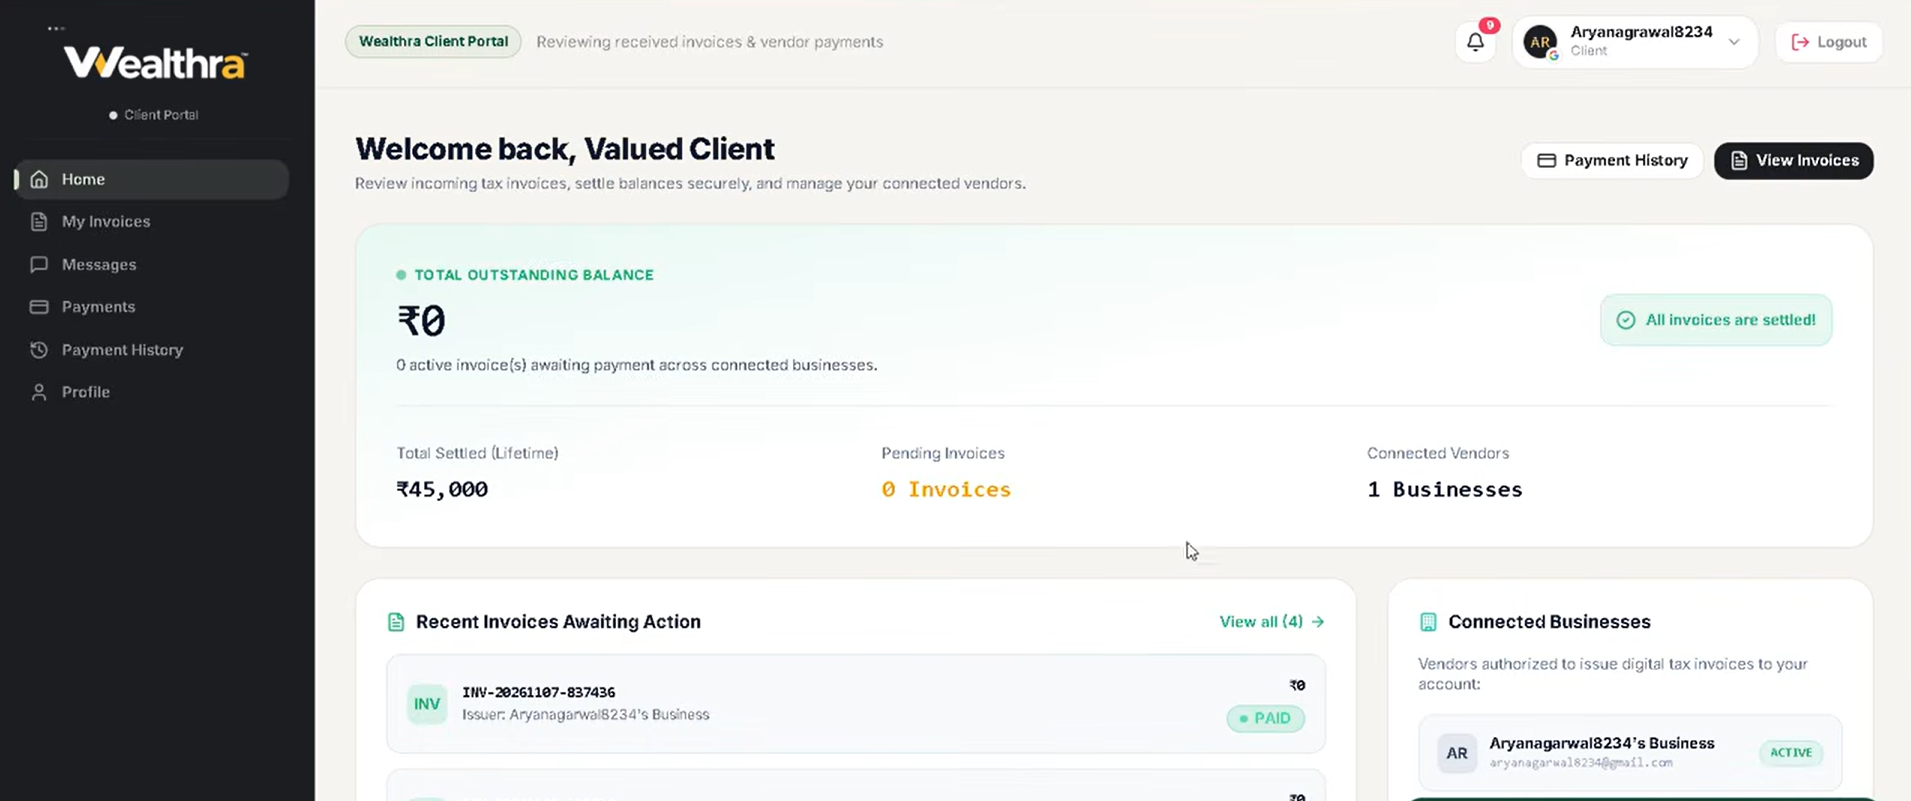 Wealthra™
Client Portal
Home
My Invoices
Messages
Payments
Payment History
Profile
Wealthra Client Portal
Reviewing received invoices & vendor payments
9
AR
Aryanagrawal8234
Client
Logout
Welcome back, Valued Client
Review incoming tax invoices, settle balances securely, and manage your connected vendors.
Payment History
View Invoices
TOTAL OUTSTANDING BALANCE
₹0
0 active invoice(s) awaiting payment across connected businesses.
All invoices are settled!
Total Settled (Lifetime)
₹45,000
Pending Invoices
0 Invoices
Connected Vendors
1 Businesses
Recent Invoices Awaiting Action
View all (4) →
INV
INV-20261107-837436
Issuer: Aryanagarwal8234's Business
₹0
PAID
₹0
Connected Businesses
Vendors authorized to issue digital tax invoices to your
account:
AR
Aryanagarwal8234's Business
aryanagarwal8234@gmail.com
ACTIVE